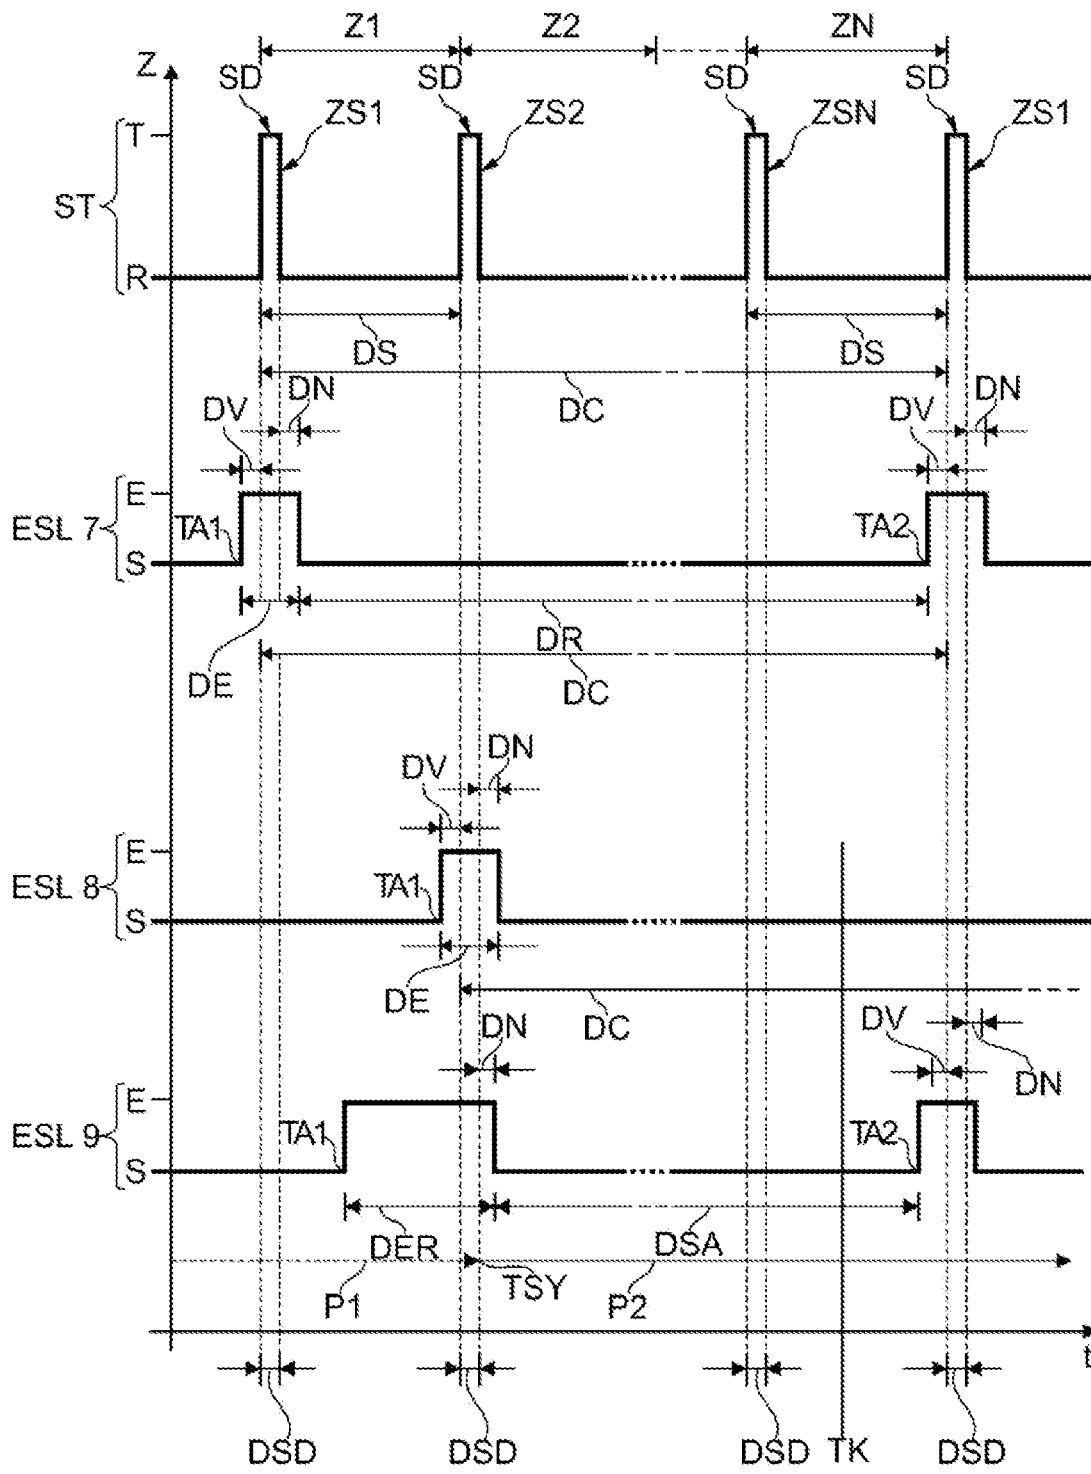 Z1 Z2 ZN
Z SD SD SD SD
ZS1 ZS2 ZSN ZS1
T
ST
R
DS DS
DC
DV DN DV DN
E
ESL 7 TA1 TA2
S
DR
DE DC
DV DN
E
ESL 8 TA1
S
DE DC
DN DV DN
E
ESL 9 TA1 TA2
S
DER DSA
P1 TSY P2
t
DSD DSD DSD TK DSD